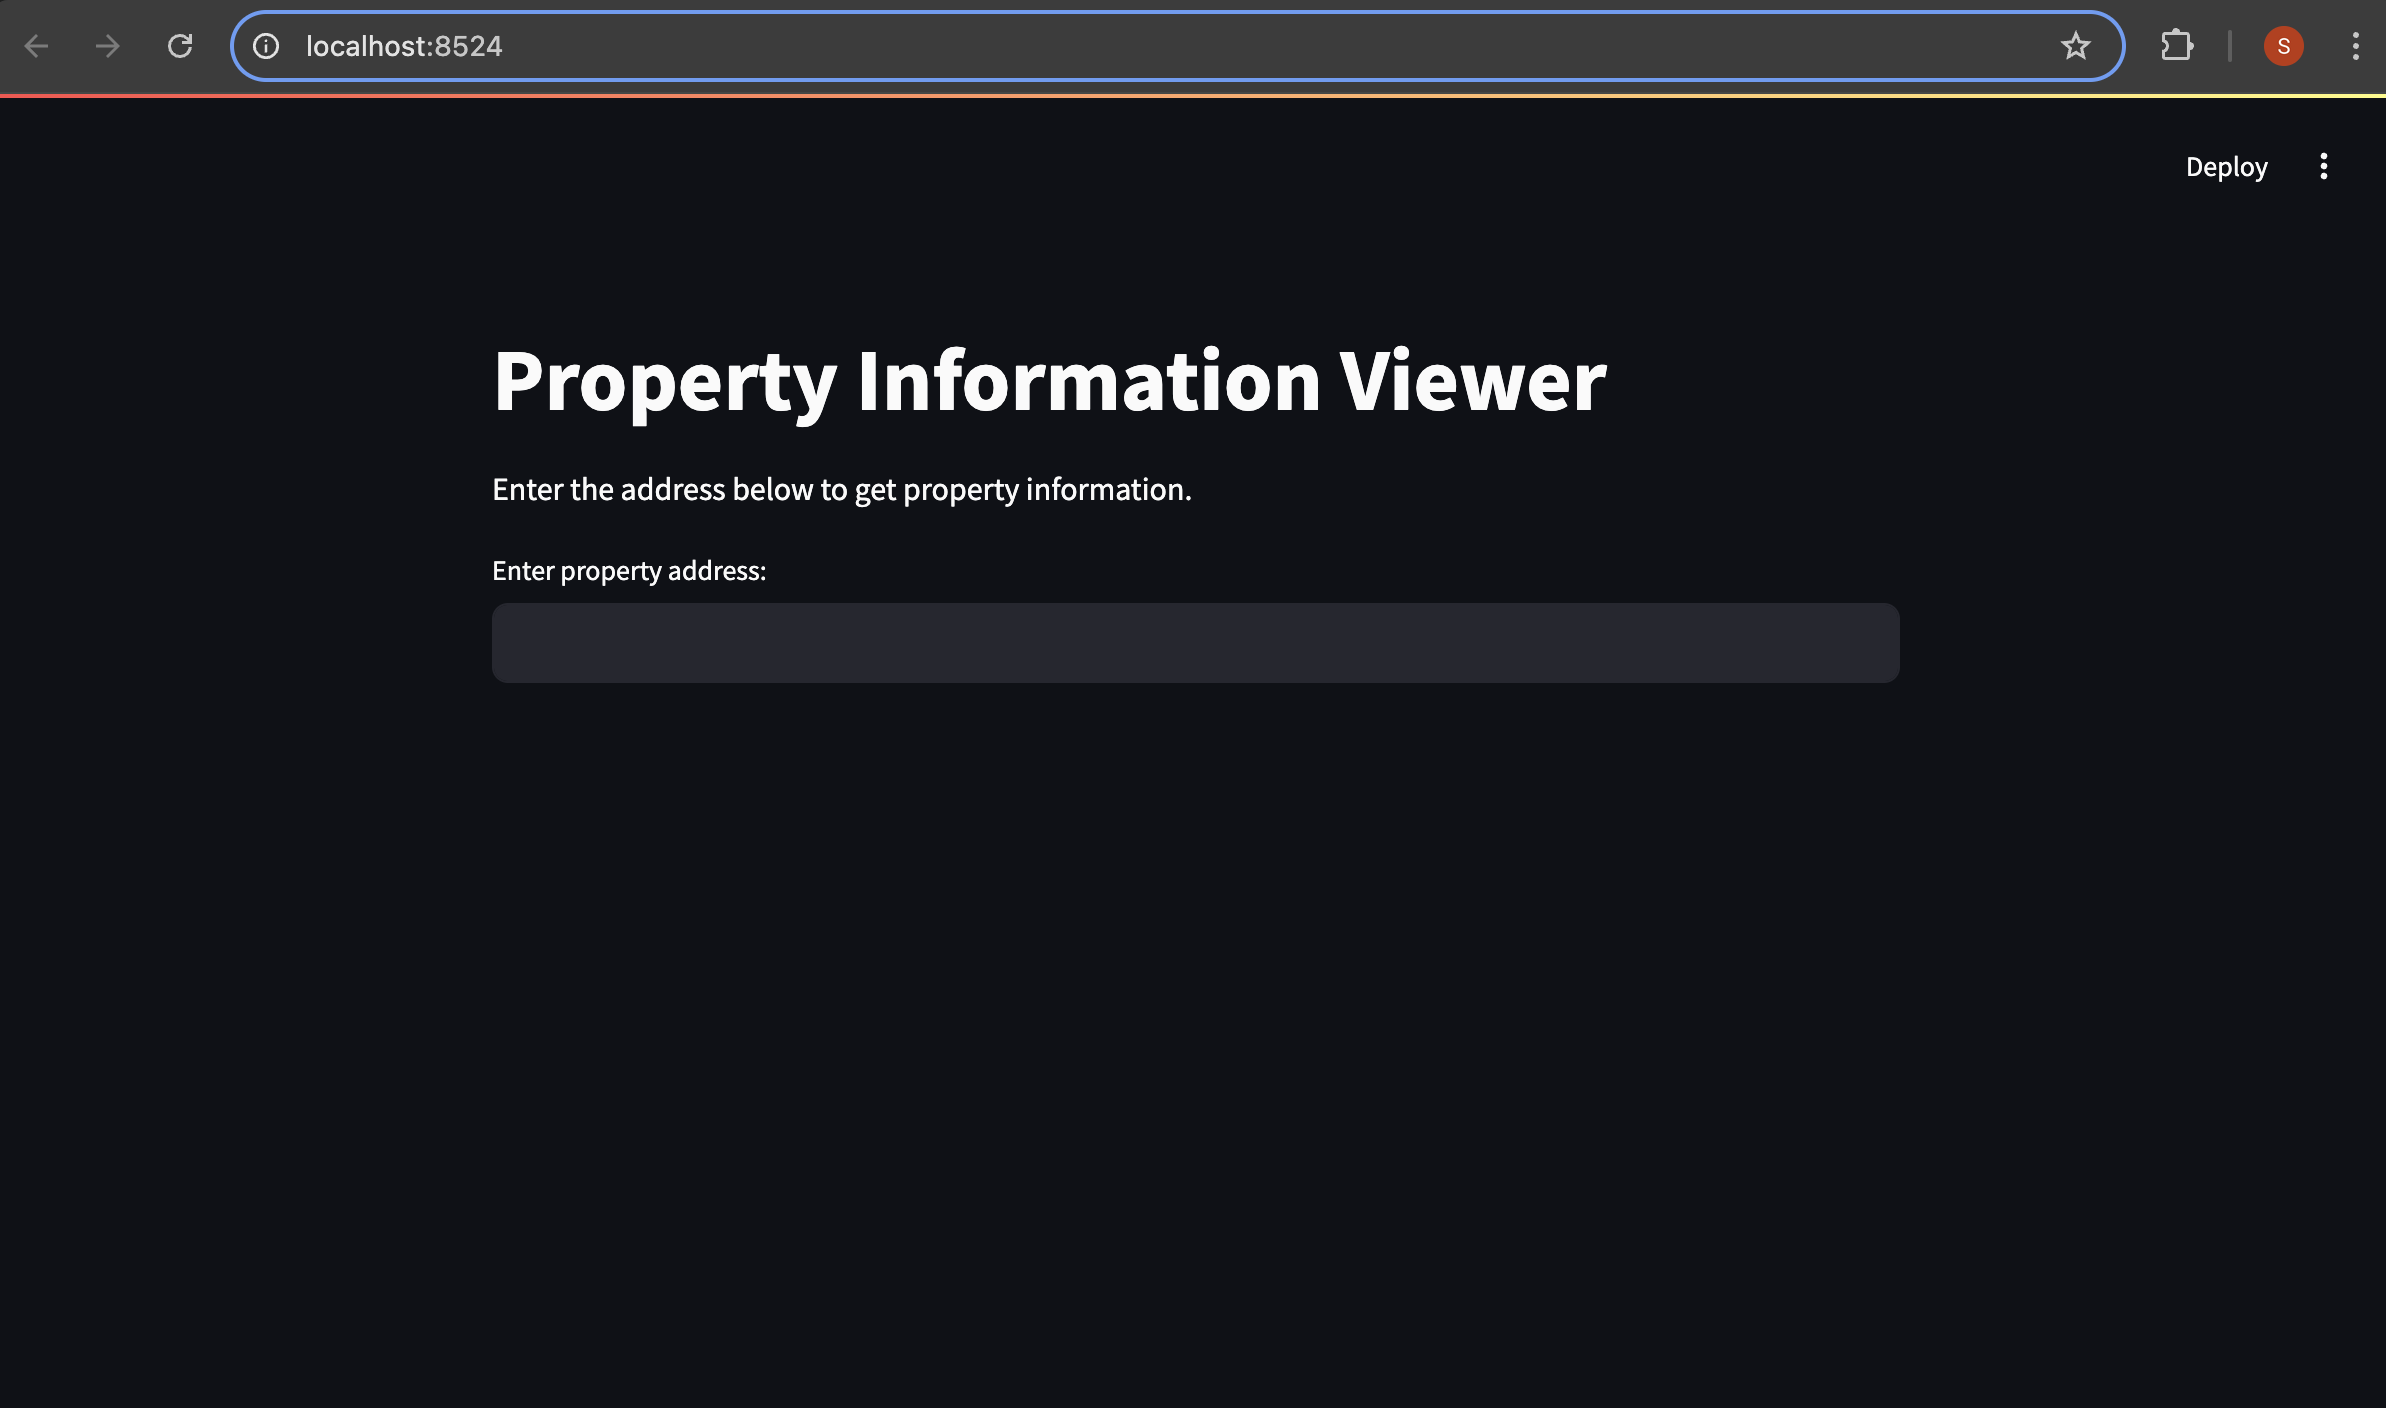 localhost:8524
S
Deploy
Property Information Viewer
Enter the address below to get property information.
Enter property address: